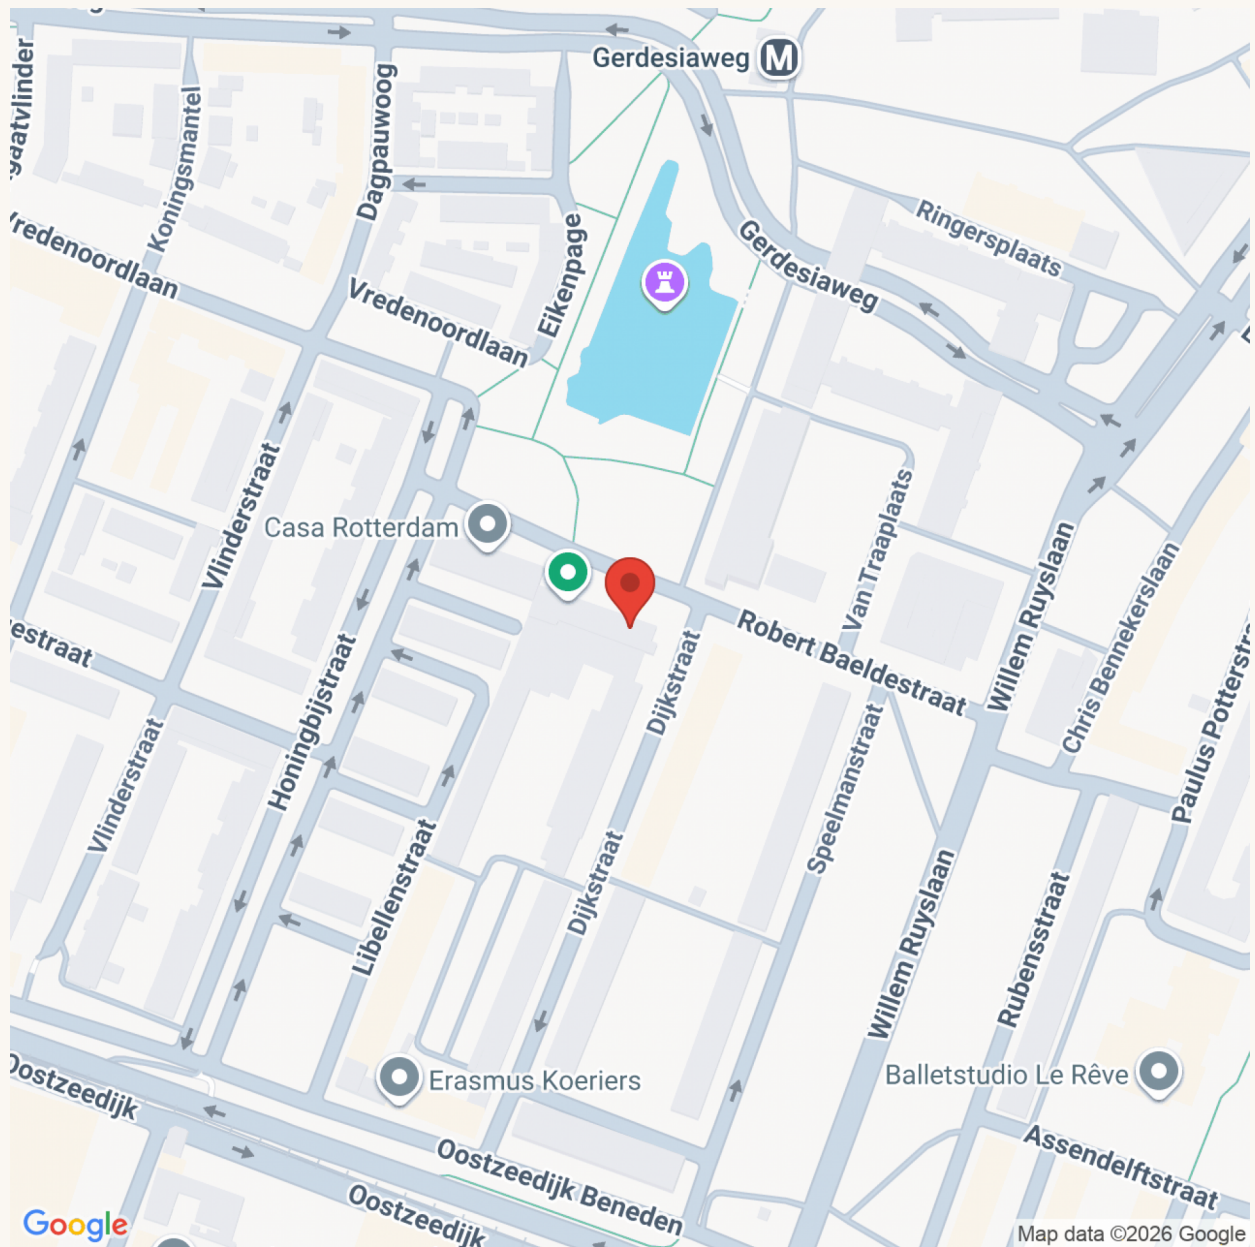 Gerdesiaweg
M
Koningsmantel
Dagpauwoog
Ringersplaats
Vredenoordlaan
Gerdesiaweg
Eikenpage
Vredenoordlaan
Vlinderstraat
Casa Rotterdam
Van Traaplaats
Willem Ruyslaan
Chris Bennekerslaan
Robert Baeldestraat
estraat
Honingbijstraat
Dijkstraat
Paulus Potterstr
Vlinderstraat
Speelmanstraat
Libellenstraat
Dijkstraat
Willem Ruyslaan
Rubensstraat
Oostzeedijk
Erasmus Koeriers
Balletstudio Le Rêve
Assendelftstraat
Oostzeedijk Beneden
Oostzeedijk
Google
Map data ©2026 Google